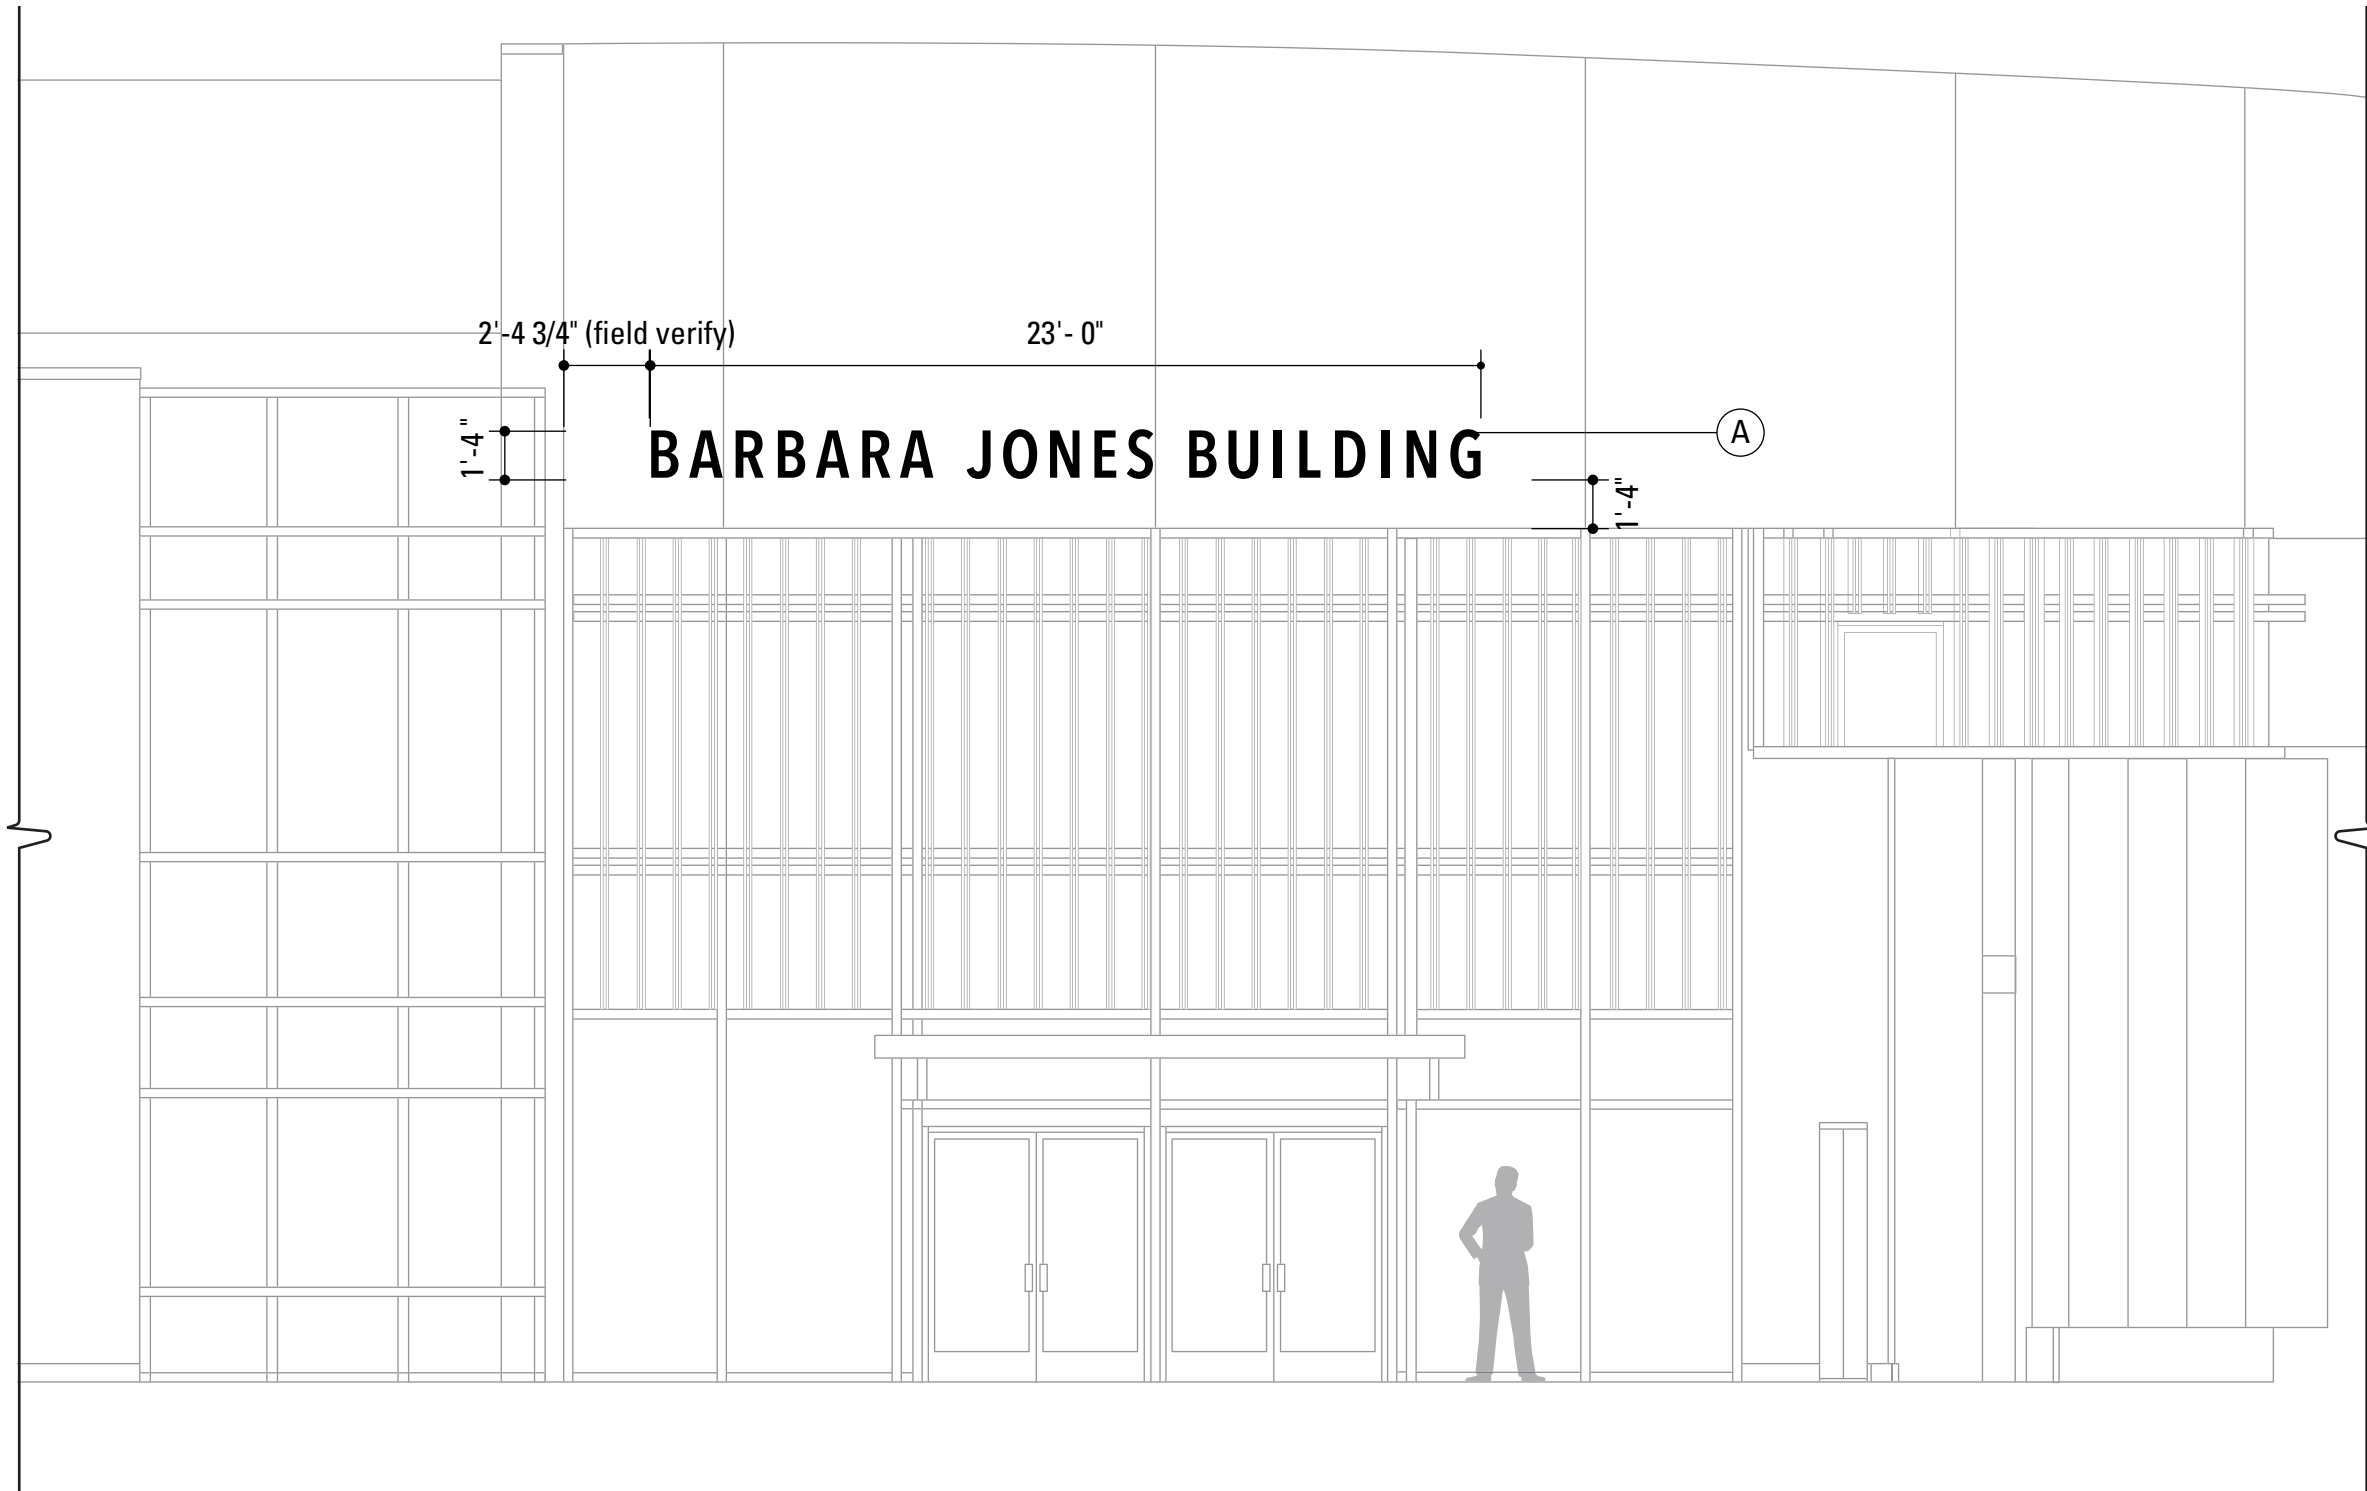 2'-4 3/4" (field verify)
23'- 0"
1'-4"
BARBARA JONES BUILDING
A
1'-4"